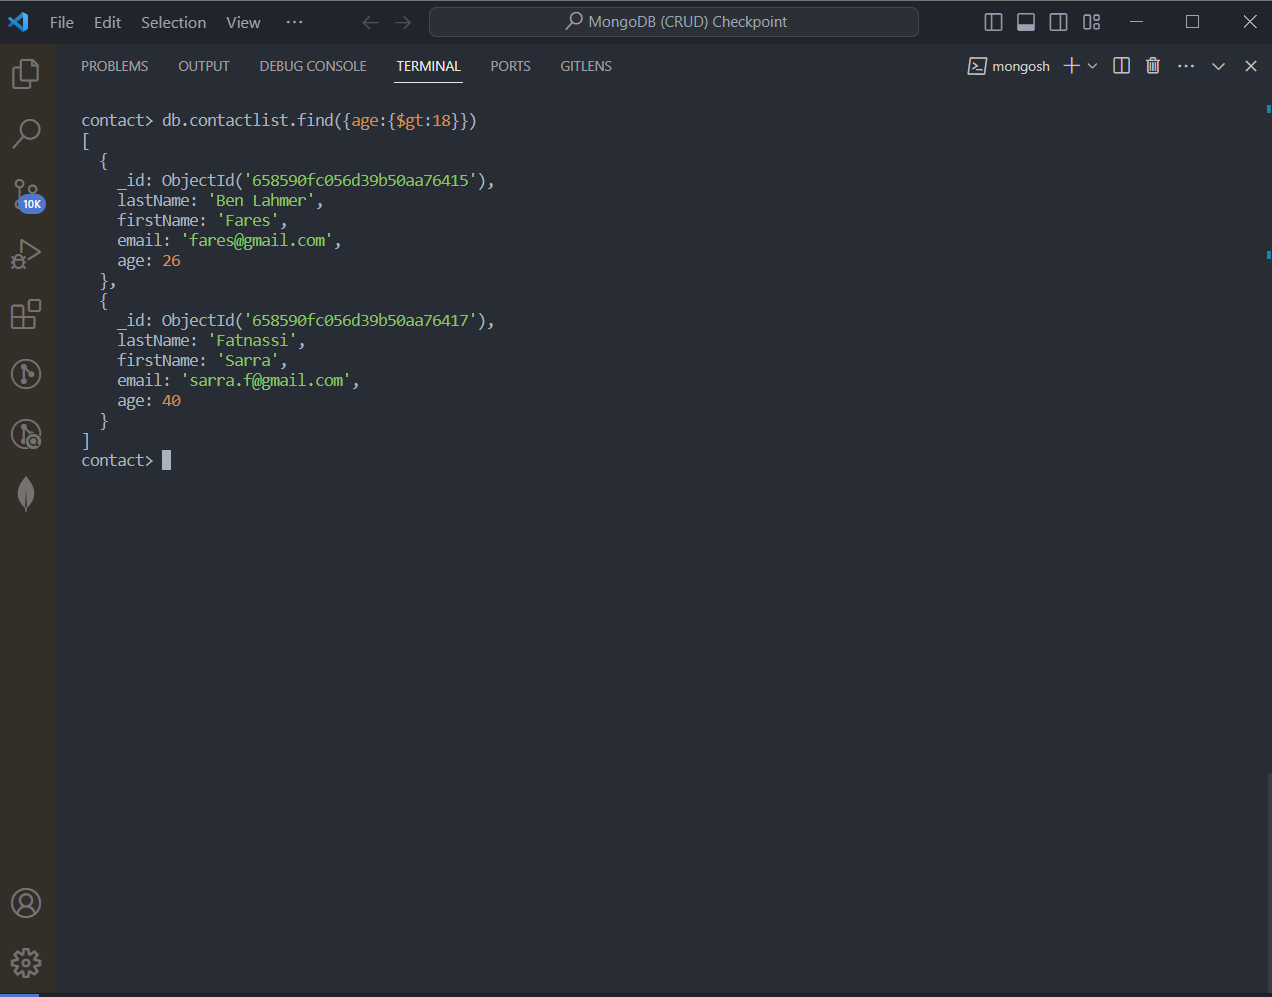 File Edit Selection View ··· MongoDB (CRUD) Checkpoint
PROBLEMS OUTPUT DEBUG CONSOLE TERMINAL PORTS GITLENS mongosh
contact> db.contactlist.find({age:{$gt:18}})
[
  {
    _id: ObjectId('658590fc056d39b50aa76415'),
    lastName: 'Ben Lahmer',
    firstName: 'Fares',
    email: 'fares@gmail.com',
    age: 26
  },
  {
    _id: ObjectId('658590fc056d39b50aa76417'),
    lastName: 'Fatnassi',
    firstName: 'Sarra',
    email: 'sarra.f@gmail.com',
    age: 40
  }
]
contact>
10K